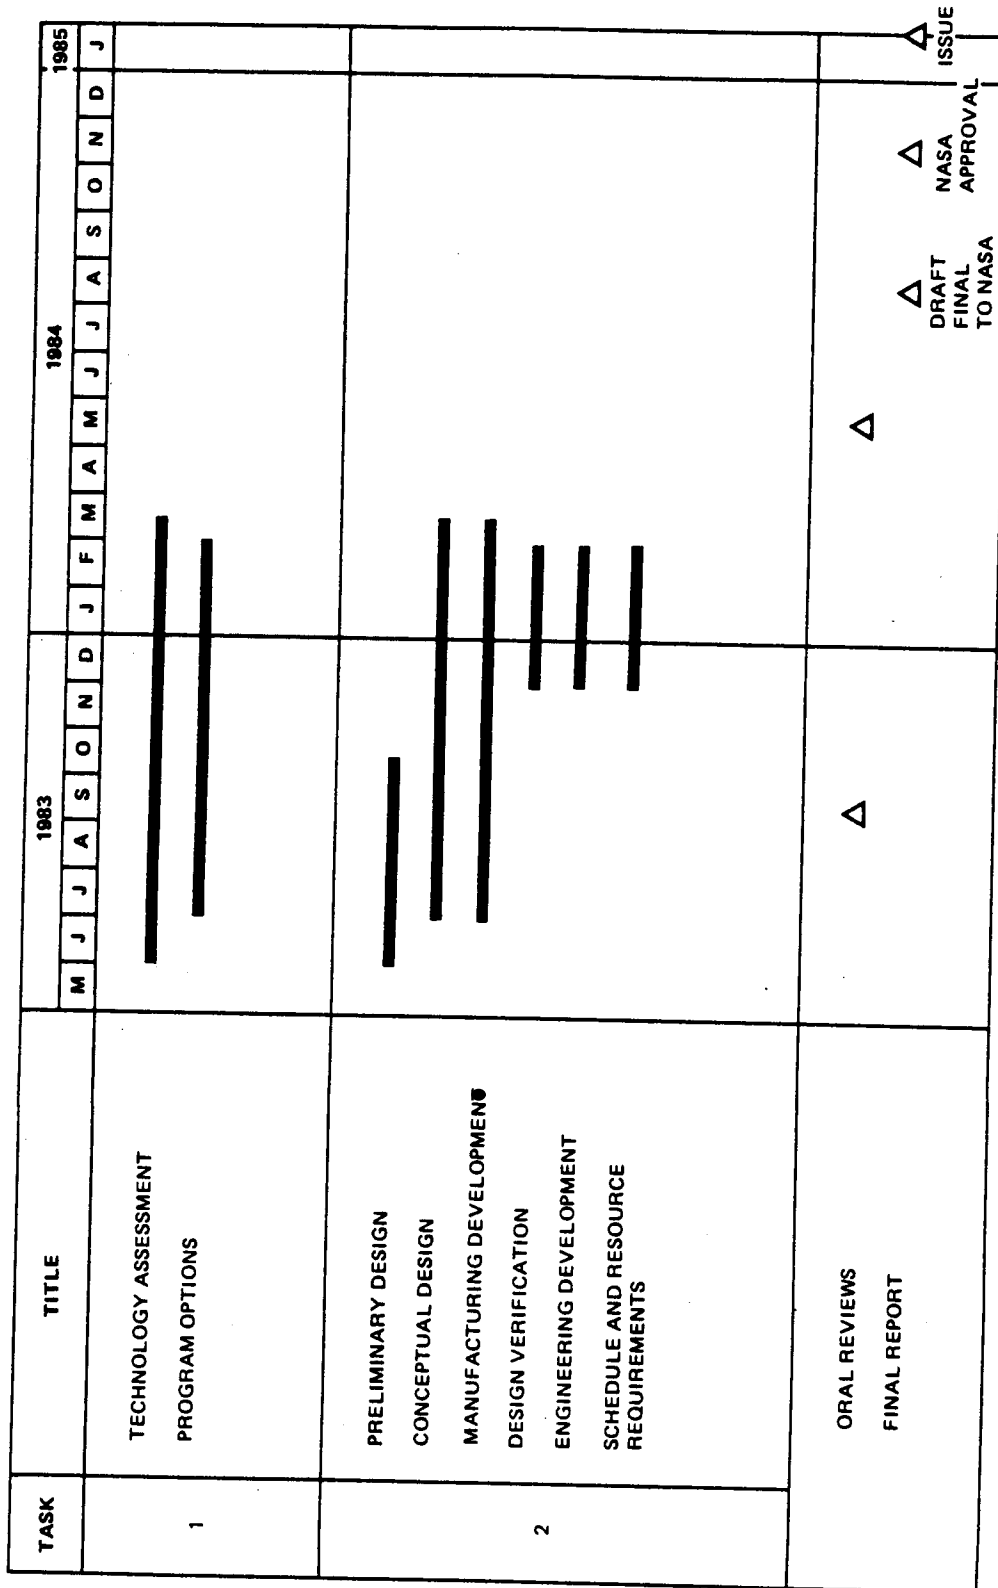 TASK TITLE 1983 1984 1985
M J J A S O N D J F M A M J J A S O N D J
1
TECHNOLOGY ASSESSMENT
PROGRAM OPTIONS
2
PRELIMINARY DESIGN
CONCEPTUAL DESIGN
MANUFACTURING DEVELOPMENT
DESIGN VERIFICATION
ENGINEERING DEVELOPMENT
SCHEDULE AND RESOURCE
REQUIREMENTS
ORAL REVIEWS
FINAL REPORT
DRAFT
FINAL
TO NASA
NASA
APPROVAL
ISSUE